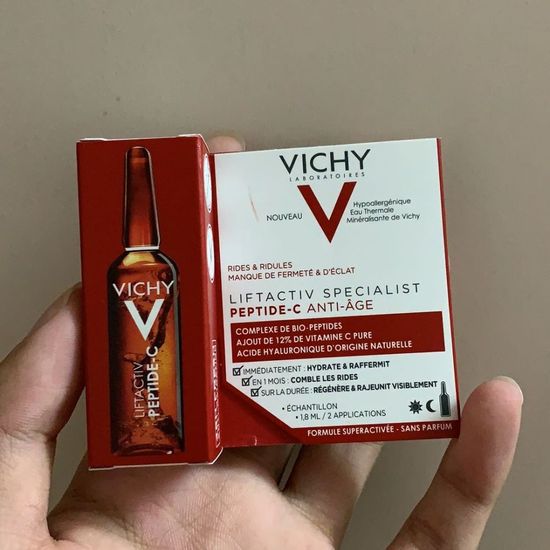 VICHY
LIFTACTIV
PEPTIDE-C
VICHY
LABORATOIRES
NOUVEAU
Hypoallergénique
Eau Thermale
Minéralisante de Vichy
RIDES & RIDULES
MANQUE DE FERMETÉ & D'ÉCLAT
LIFTACTIV SPECIALIST
PEPTIDE-C ANTI-ÂGE
COMPLEXE DE BIO-PEPTIDES
AJOUT DE 12% DE VITAMINE C PURE
ACIDE HYALURONIQUE D'ORIGINE NATURELLE
IMMÉDIATEMENT : HYDRATE & RAFFERMIT
EN 1 MOIS : COMBLE LES RIDES
SUR LA DURÉE : RÉGÉNÈRE & RAJEUNIT VISIBLEMENT
• ÉCHANTILLON
• 1,8 ML / 2 APPLICATIONS
FORMULE SUPERACTIVÉE - SANS PARFUM